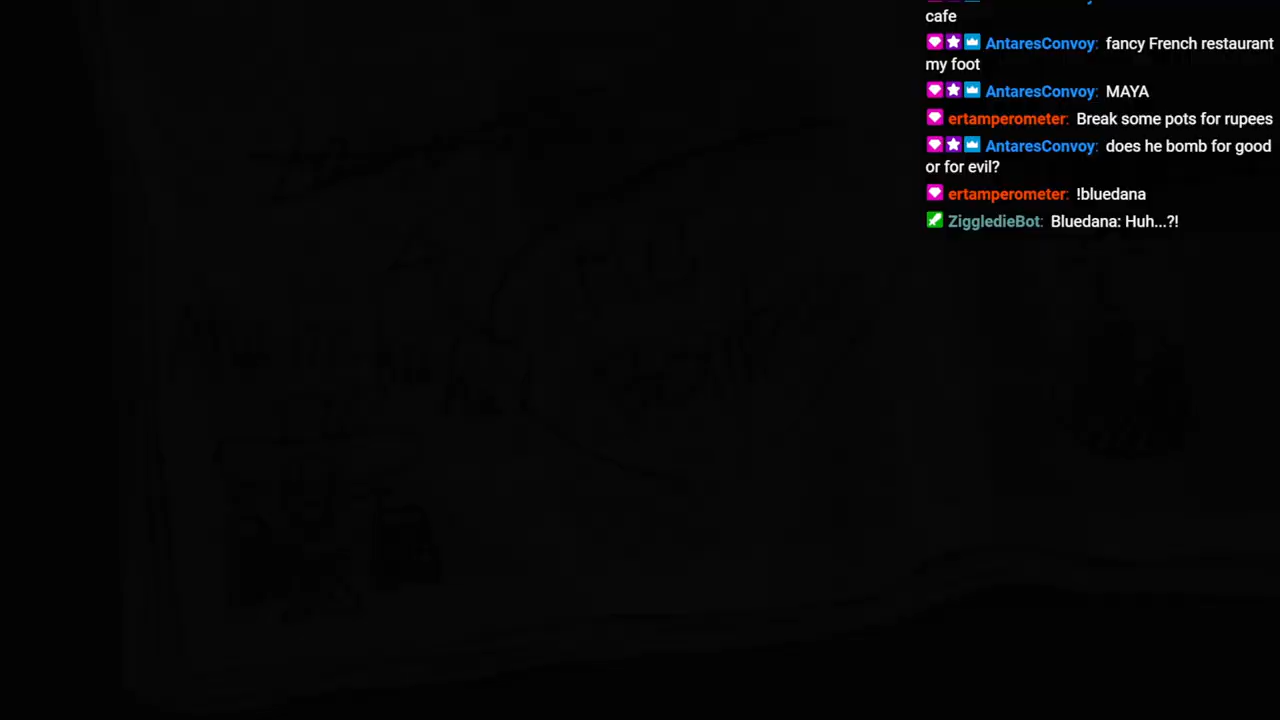 cafe
AntaresConvoy: fancy French restaurant
my foot
AntaresConvoy: MAYA
ertamperometer: Break some pots for rupees
AntaresConvoy: does he bomb for good
or for evil?
ertamperometer: !bluedana
ZiggledieBot: Bluedana: Huh...?!